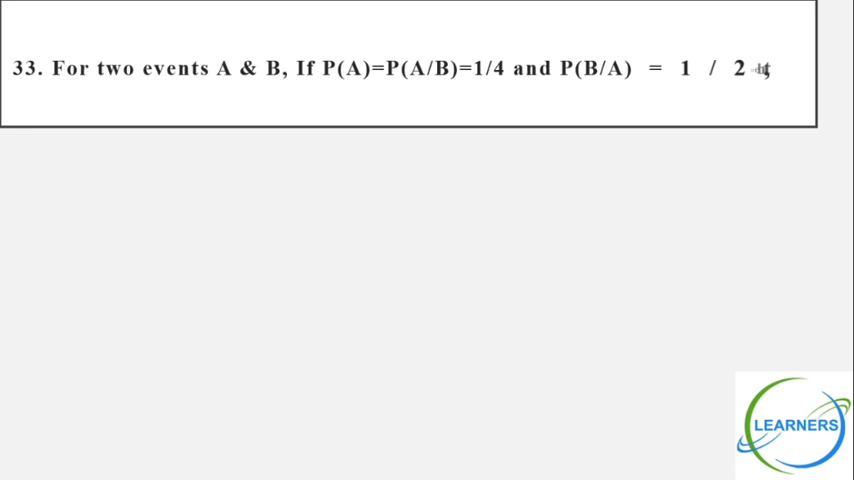 33. For two events A & B, If P(A)=P(A/B)=1/4 and P(B/A) = 1 / 2
LEARNERS